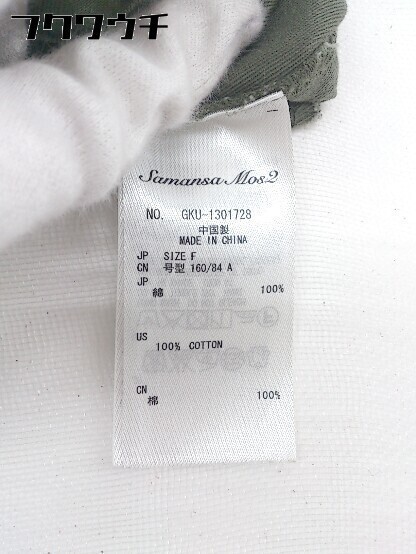 フクワウチ
Samansa Mos2
NO. GKU-1301728
中国製
MADE IN CHINA
JP SIZE F
CN 号型 160/84 A
JP
綿 100%
US
100% COTTON
CN
棉 100%